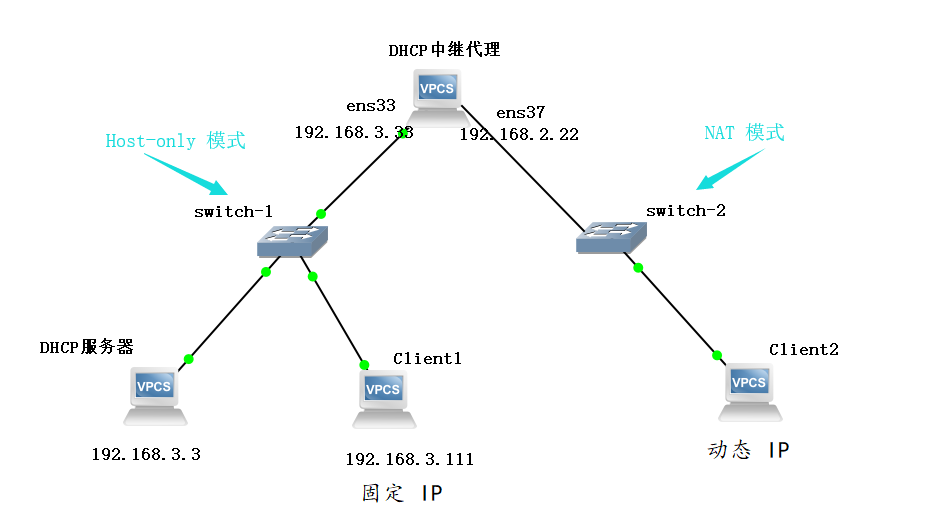 DHCP中继代理
VPCS
ens33
192.168.3.33
ens37
192.168.2.22
Host-only 模式
NAT 模式
switch-1
switch-2
DHCP服务器
VPCS
192.168.3.3
Client1
VPCS
192.168.3.111
固定 IP
Client2
VPCS
动态 IP